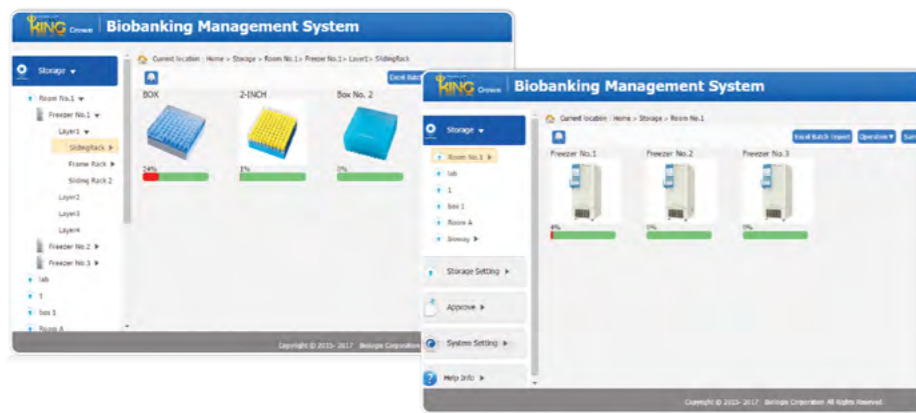 KING Crown Biobanking Management System
Storage
Current location : Home > Storage > Room No.1 > Freezer No.1 > Layer1 > SlidingRack
Excel Batch
Room No.1
Freezer No.1
Layer1
SlidingRack
Frame Rack
Sliding Rack 2
Layer2
Layer3
Layer4
Freezer No.2
Freezer No.3
lab
1
box 1
Room A
BOX
2-INCH
Box No. 2
24%
1%
0%
Copyright © 2015- 2017 Biologix Corporation
KING Crown Biobanking Management System
Storage
Current location : Home > Storage > Room No.1
Excel Batch Import
Operation
Room No.1
lab
1
box 1
Room A
Storage Setting
Approve
System Setting
Help Info
Freezer No.1
Freezer No.2
Freezer No.3
4%
0%
0%
Copyright © 2015- 2017 Biologix Corporation All Rights Reserved.